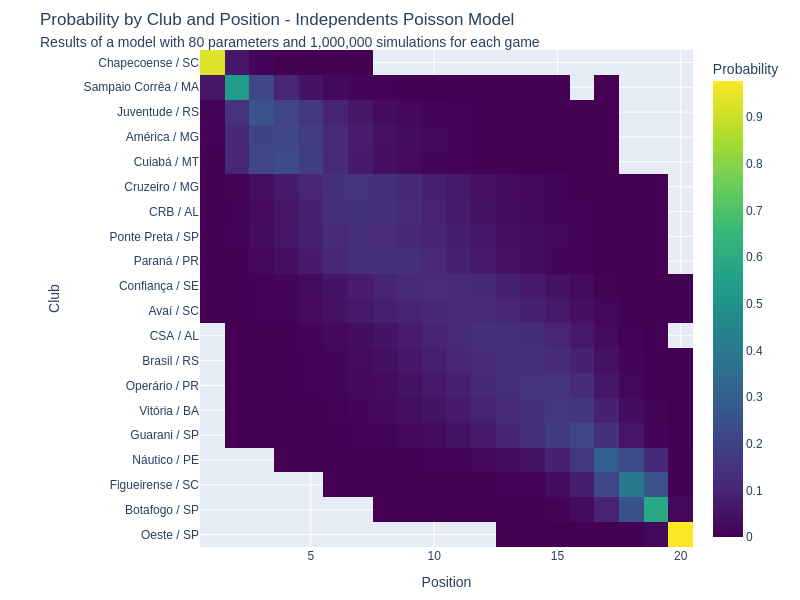 Probability by Club and Position - Independents Poisson Model
Results of a model with 80 parameters and 1,000,000 simulations for each game
Probability
Chapecoense / SC
Sampaio Corrêa / MA
Juventude / RS
América / MG
Cuiabá / MT
Cruzeiro / MG
CRB / AL
Ponte Preta / SP
Paraná / PR
Confiança / SE
Avaí / SC
CSA / AL
Brasil / RS
Operário / PR
Vitória / BA
Guarani / SP
Náutico / PE
Figueirense / SC
Botafogo / SP
Oeste / SP
Club
5
10
15
20
Position
0.9
0.8
0.7
0.6
0.5
0.4
0.3
0.2
0.1
0